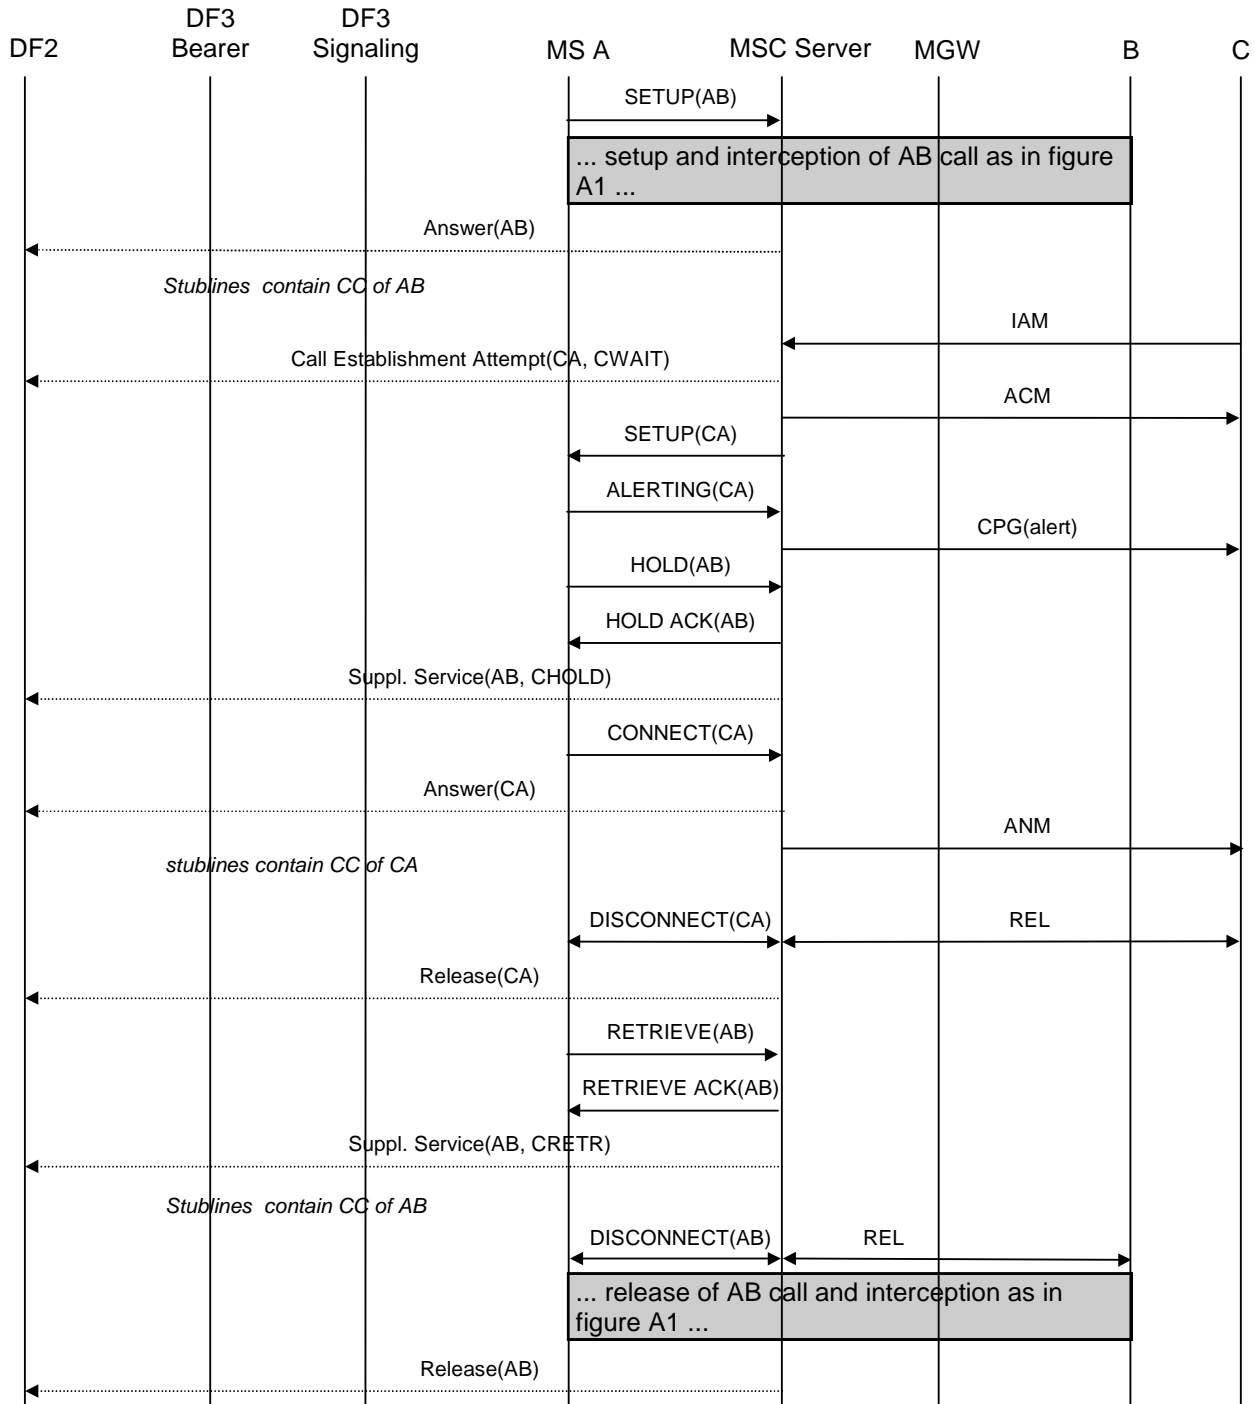 DF3 DF3
DF2 Bearer Signaling MS A MSC Server MGW B C
SETUP(AB)
... setup and interception of AB call as in figure
A1 ...
Answer(AB)
Stublines contain CC of AB
IAM
Call Establishment Attempt(CA, CWAIT)
ACM
SETUP(CA)
ALERTING(CA)
CPG(alert)
HOLD(AB)
HOLD ACK(AB)
Suppl. Service(AB, CHOLD)
CONNECT(CA)
Answer(CA)
ANM
stublines contain CC of CA
DISCONNECT(CA) REL
Release(CA)
RETRIEVE(AB)
RETRIEVE ACK(AB)
Suppl. Service(AB, CRETR)
Stublines contain CC of AB
DISCONNECT(AB) REL
... release of AB call and interception as in
figure A1 ...
Release(AB)